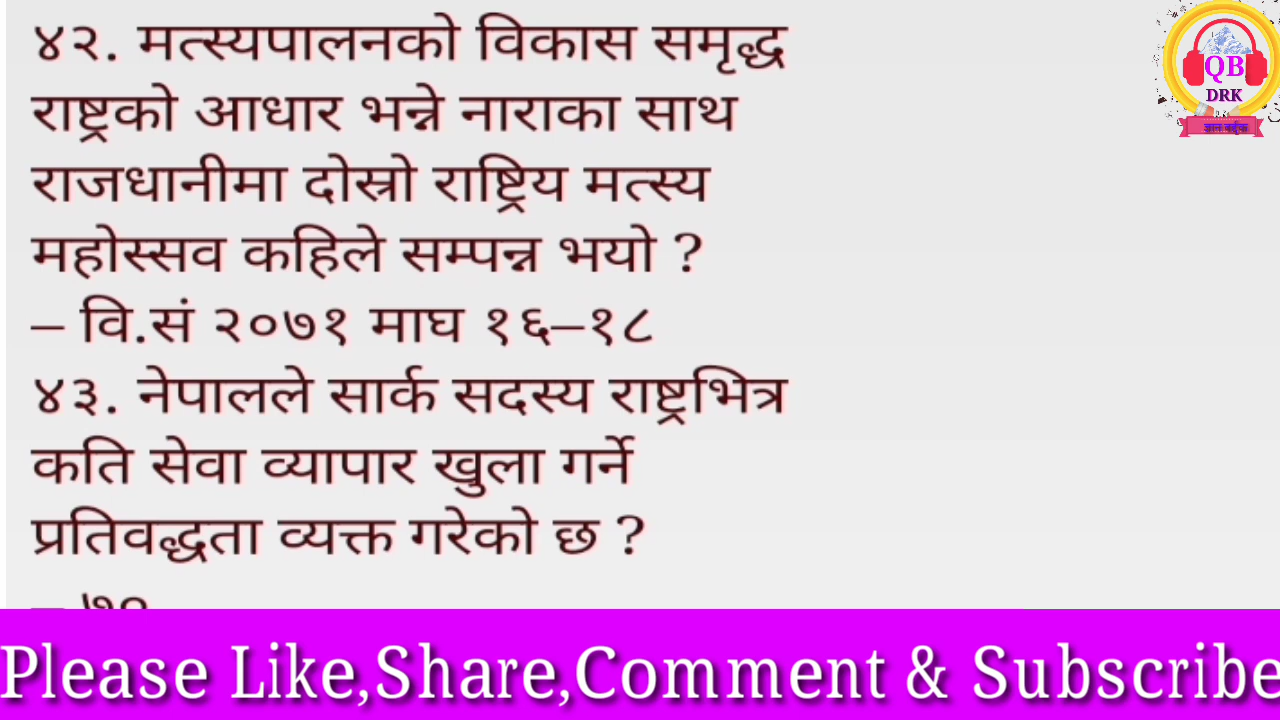 ४२. मत्स्यपालनको विकास समृद्ध
राष्ट्रको आधार भन्ने नाराका साथ
राजधानीमा दोस्रो राष्ट्रिय मत्स्य
महोस्सव कहिले सम्पन्न भयो ?
– वि.सं २०७१ माघ १६–१८
४३. नेपालले सार्क सदस्य राष्ट्रभित्र
कति सेवा व्यापार खुला गर्ने
प्रतिवद्धता व्यक्त गरेको छ ?
QB
DRK
Please Like,Share,Comment & Subscribe